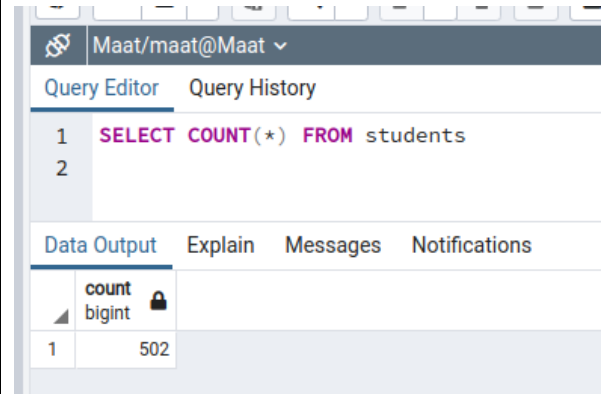 Maat/maat@Maat
Query Editor Query History
1 SELECT COUNT(*) FROM students
2
Data Output Explain Messages Notifications
count
bigint
1 502